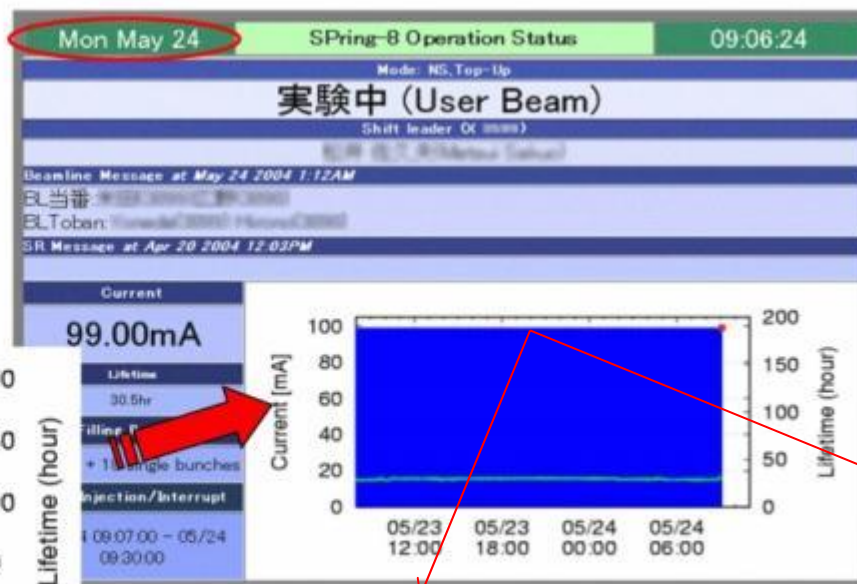 Mon May 24
SPring-8 Operation Status
09:06:24
Mode: NS,Top-Up
実験中 (User Beam)
Shift leader
Beamline Message at May 24 2004 1:12AM
BL当番
BLToban:
SR Message at Apr 20 2004 12:03PM
Current
99.00mA
Lifetime
30.5hr
Filling
+ single bunches
Injection/Interrupt
09:07:00 - 05/24
09:30:00
Current [mA]
100
80
60
40
20
0
200
150
100
50
0
Lifetime (hour)
05/23 05/23 05/24 05/24
12:00 18:00 00:00 06:00
Lifetime (hour)